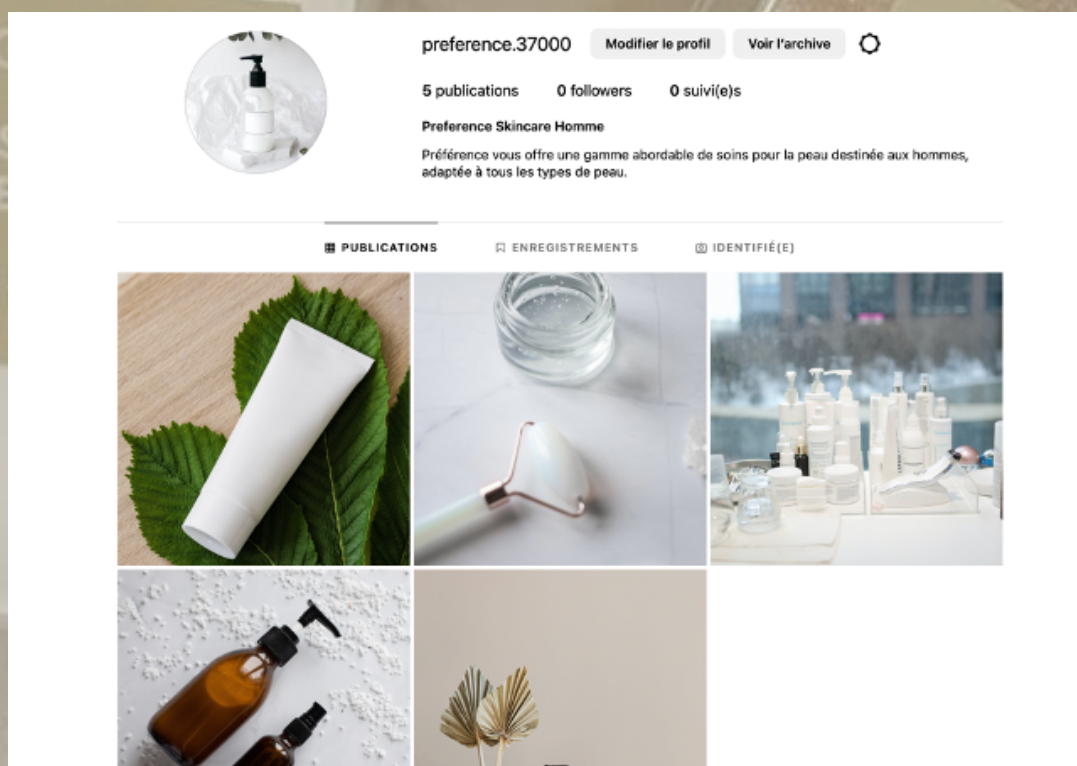 preference.37000 Modifier le profil Voir l'archive
5 publications 0 followers 0 suivi(e)s
Preference Skincare Homme
Préférence vous offre une gamme abordable de soins pour la peau destinée aux hommes,
adaptée à tous les types de peau.
PUBLICATIONS ENREGISTREMENTS IDENTIFIÉ(E)